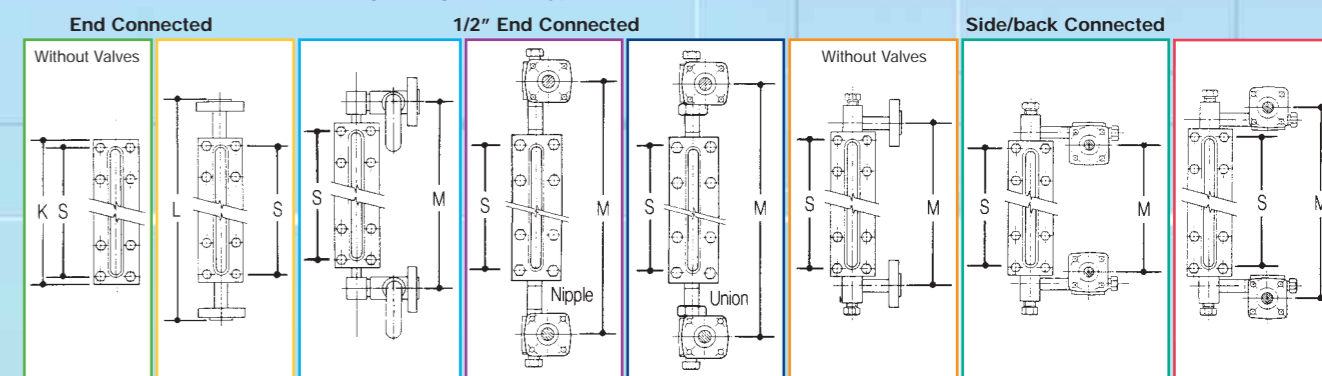 End Connected
1/2" End Connected
Side/back Connected
Without Valves
K S
L S
S M
S M
Nipple
S M
Union
Without Valves
S M
S M
S